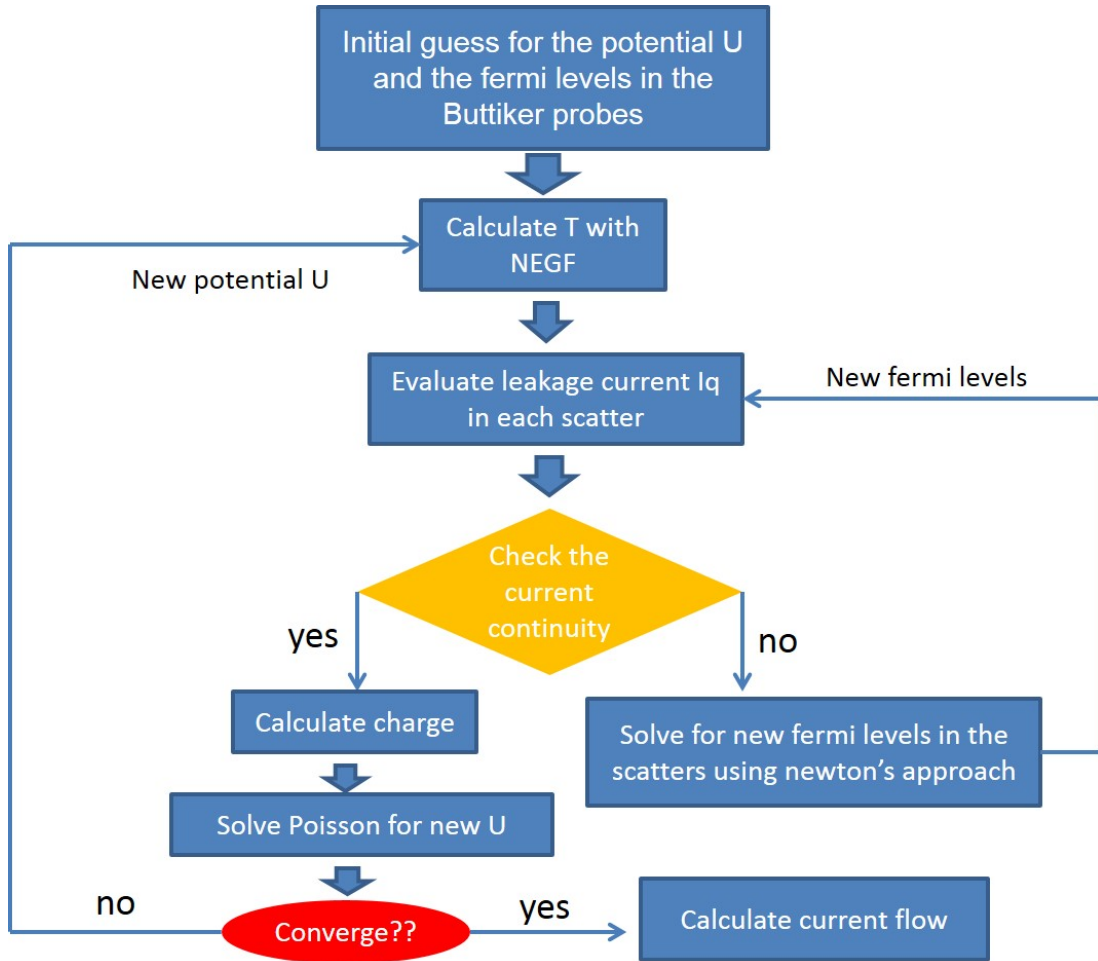 Initial guess for the potential U
and the fermi levels in the
Buttiker probes
Calculate T with
NEGF
New potential U
Evaluate leakage current Iq
in each scatter
New fermi levels
Check the
current
continuity
yes
no
Calculate charge
Solve for new fermi levels in the
scatters using newton’s approach
Solve Poisson for new U
no
Converge??
yes
Calculate current flow